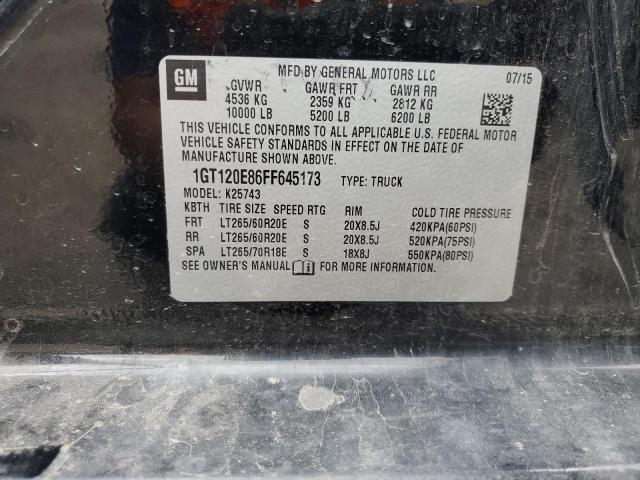 GM
MFD BY GENERAL MOTORS LLC 07/15
GVWR GAWR FRT GAWR RR
4536 KG 2359 KG 2812 KG
10000 LB 5200 LB 6200 LB
THIS VEHICLE CONFORMS TO ALL APPLICABLE U.S. FEDERAL MOTOR
VEHICLE SAFETY STANDARDS IN EFFECT ON THE DATE OF
MANUFACTURE SHOWN ABOVE.
1GT120E86FF645173 TYPE: TRUCK
MODEL: K25743
KBTH TIRE SIZE SPEED RTG RIM COLD TIRE PRESSURE
FRT LT265/60R20E S 20X8.5J 420KPA(60PSI)
RR LT265/60R20E S 20X8.5J 520KPA(75PSI)
SPA LT265/70R18E S 18X8J 550KPA(80PSI)
SEE OWNER'S MANUAL FOR MORE INFORMATION.